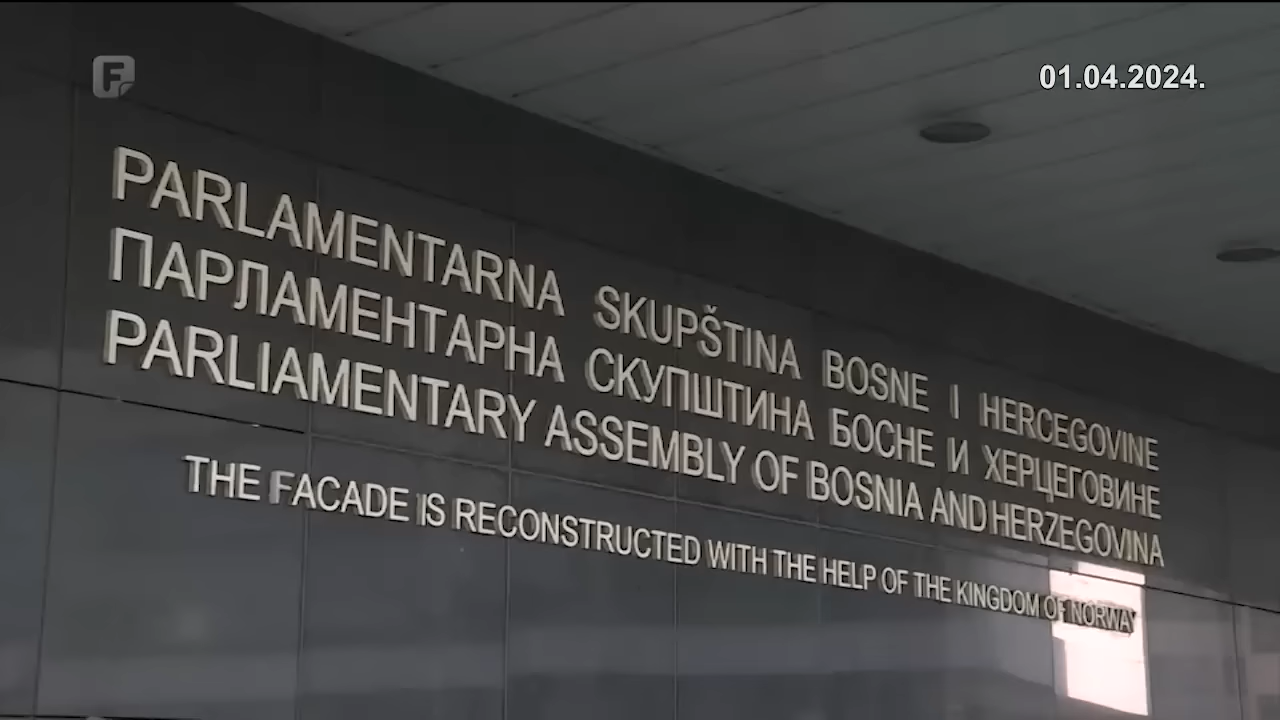 F
01.04.2024.
PARLAMENTARNA SKUPŠTINA BOSNE I HERCEGOVINE
ПАРЛАМЕНТАРНА СКУПШТИНА БОСНЕ И ХЕРЦЕГОВИНЕ
PARLIAMENTARY ASSEMBLY OF BOSNIA AND HERZEGOVINA
THE FACADE IS RECONSTRUCTED WITH THE HELP OF THE KINGDOM OF NORWAY